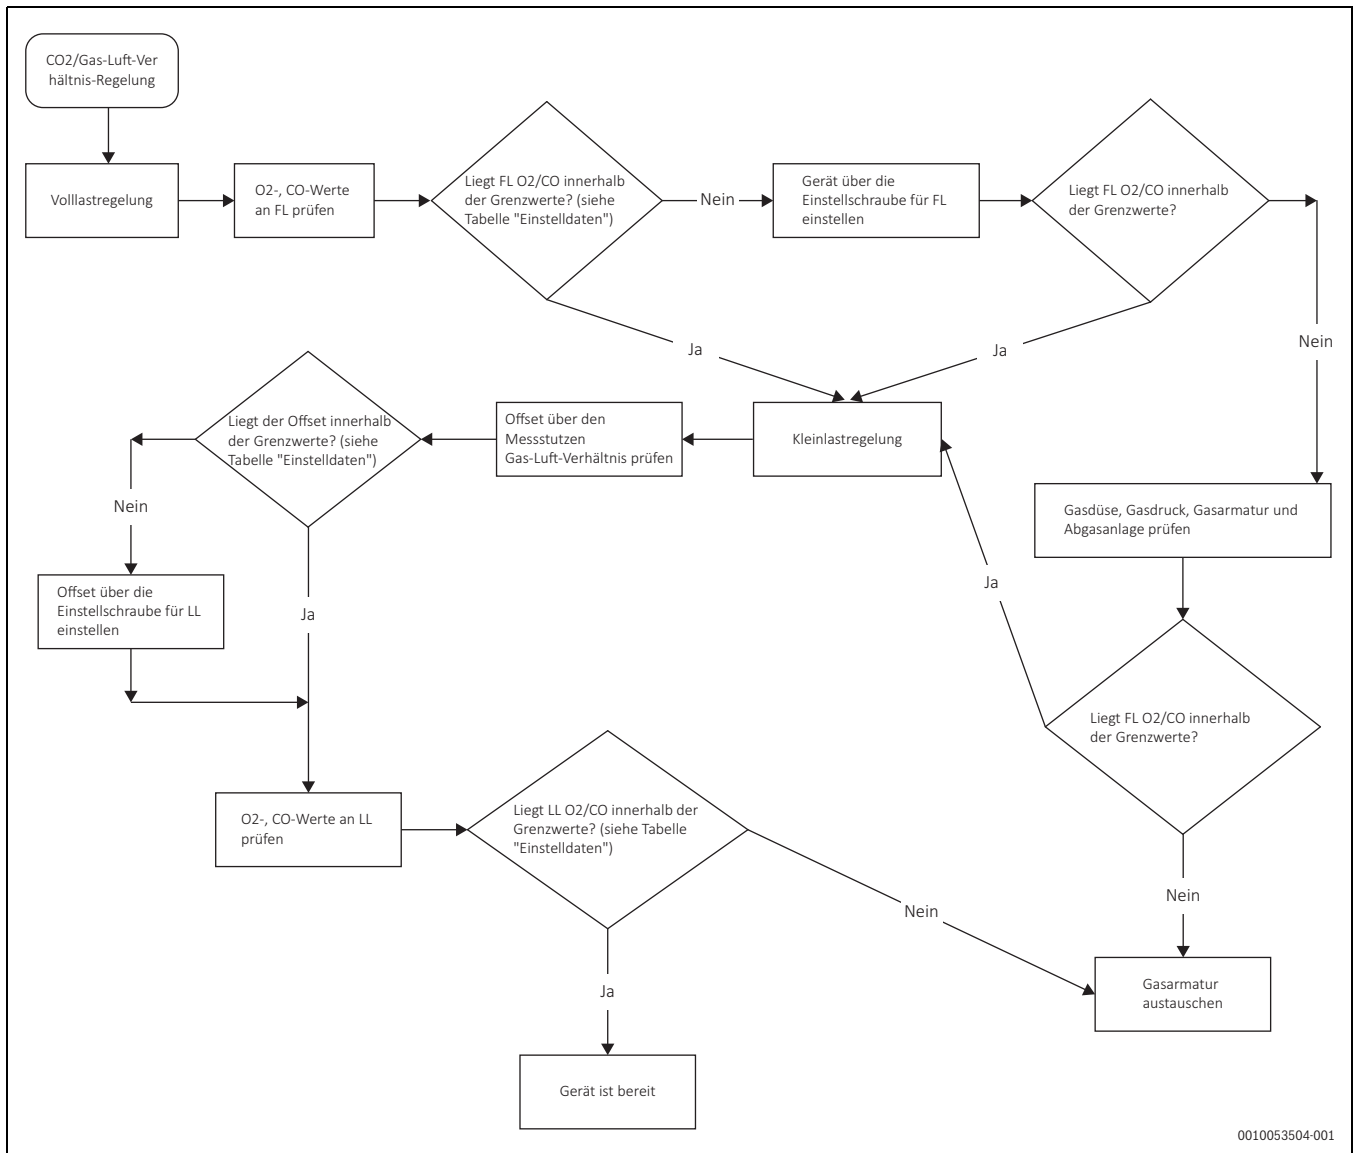 CO2/Gas-Luft-Ver
hältnis-Regelung
Volllastregelung
O2-, CO-Werte
an FL prüfen
Liegt FL O2/CO innerhalb
der Grenzwerte? (siehe
Tabelle "Einstelldaten")
Nein
Gerät über die
Einstellschraube für FL
einstellen
Liegt FL O2/CO innerhalb
der Grenzwerte?
Nein
Ja
Ja
Kleinlastregelung
Offset über den
Messstutzen
Gas-Luft-Verhältnis prüfen
Liegt der Offset innerhalb
der Grenzwerte? (siehe
Tabelle "Einstelldaten")
Nein
Offset über die
Einstellschraube für LL
einstellen
Ja
Gasdüse, Gasdruck, Gasarmatur und
Abgasanlage prüfen
Ja
Liegt FL O2/CO innerhalb
der Grenzwerte?
Nein
O2-, CO-Werte an LL
prüfen
Liegt LL O2/CO innerhalb der
Grenzwerte? (siehe Tabelle
"Einstelldaten")
Nein
Gasarmatur
austauschen
Ja
Gerät ist bereit
0010053504-001